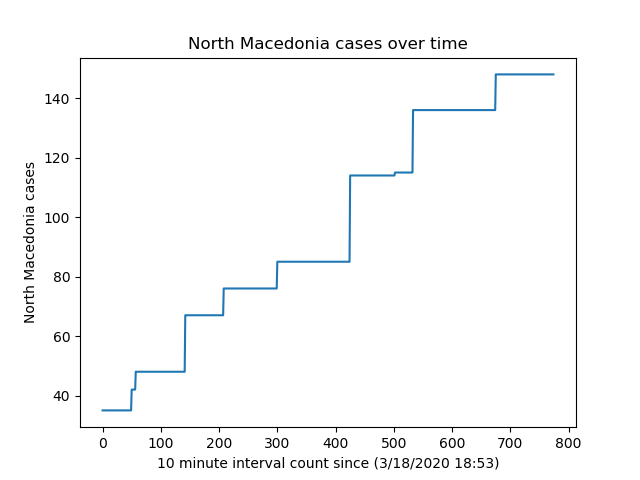 North Macedonia cases over time
North Macedonia cases
140
120
100
80
60
40
0 100 200 300 400 500 600 700 800
10 minute interval count since (3/18/2020 18:53)